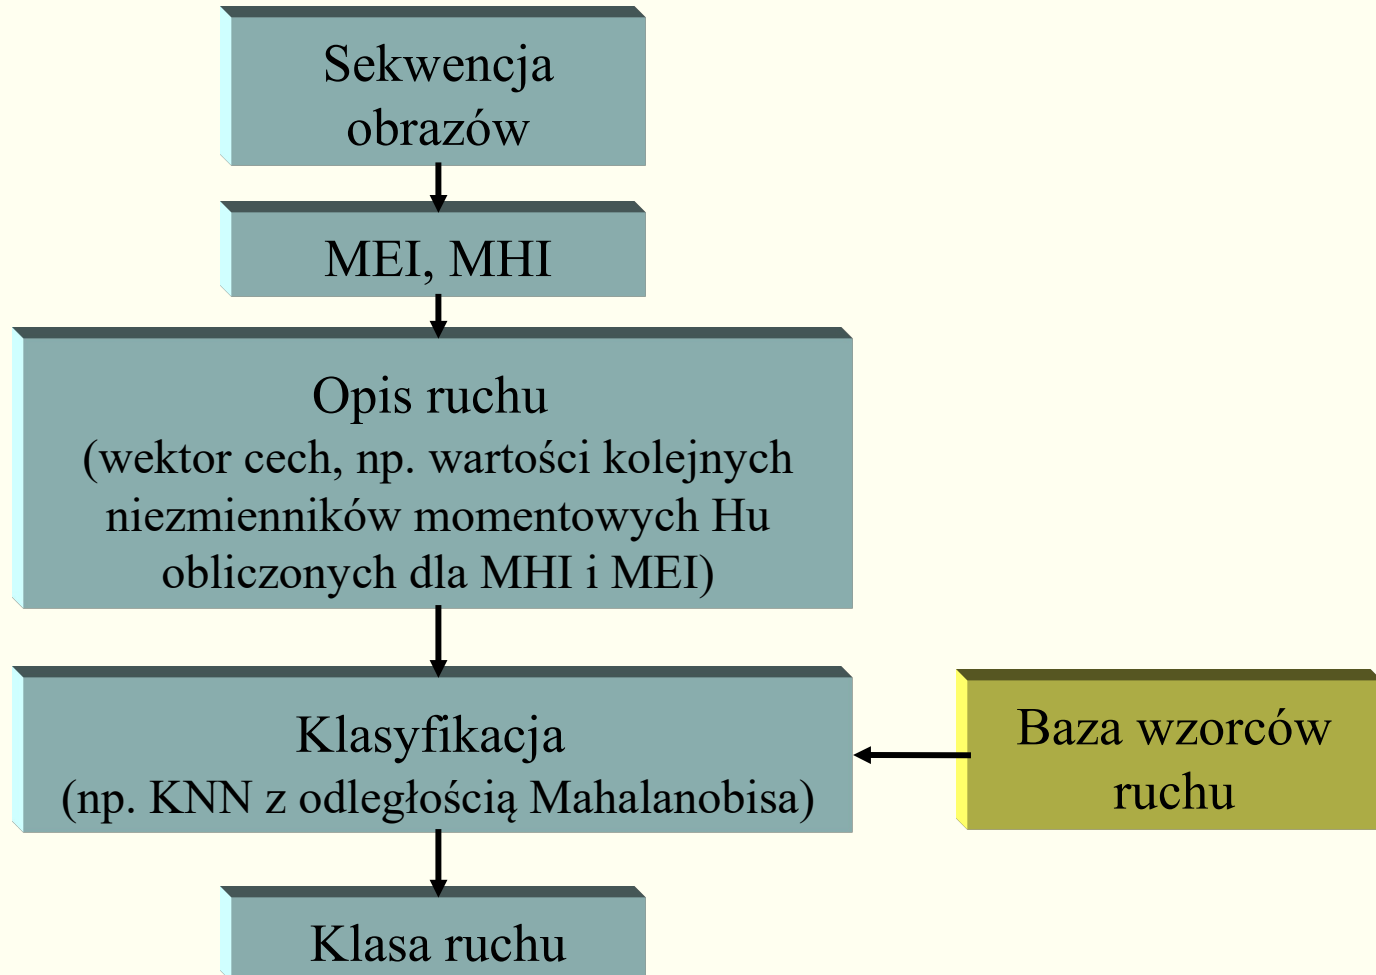 Sekwencja
obrazów
MEI, MHI
Opis ruchu
(wektor cech, np. wartości kolejnych
niezmienników momentowych Hu
obliczonych dla MHI i MEI)
Klasyfikacja
(np. KNN z odległością Mahalanobisa)
Baza wzorców
ruchu
Klasa ruchu